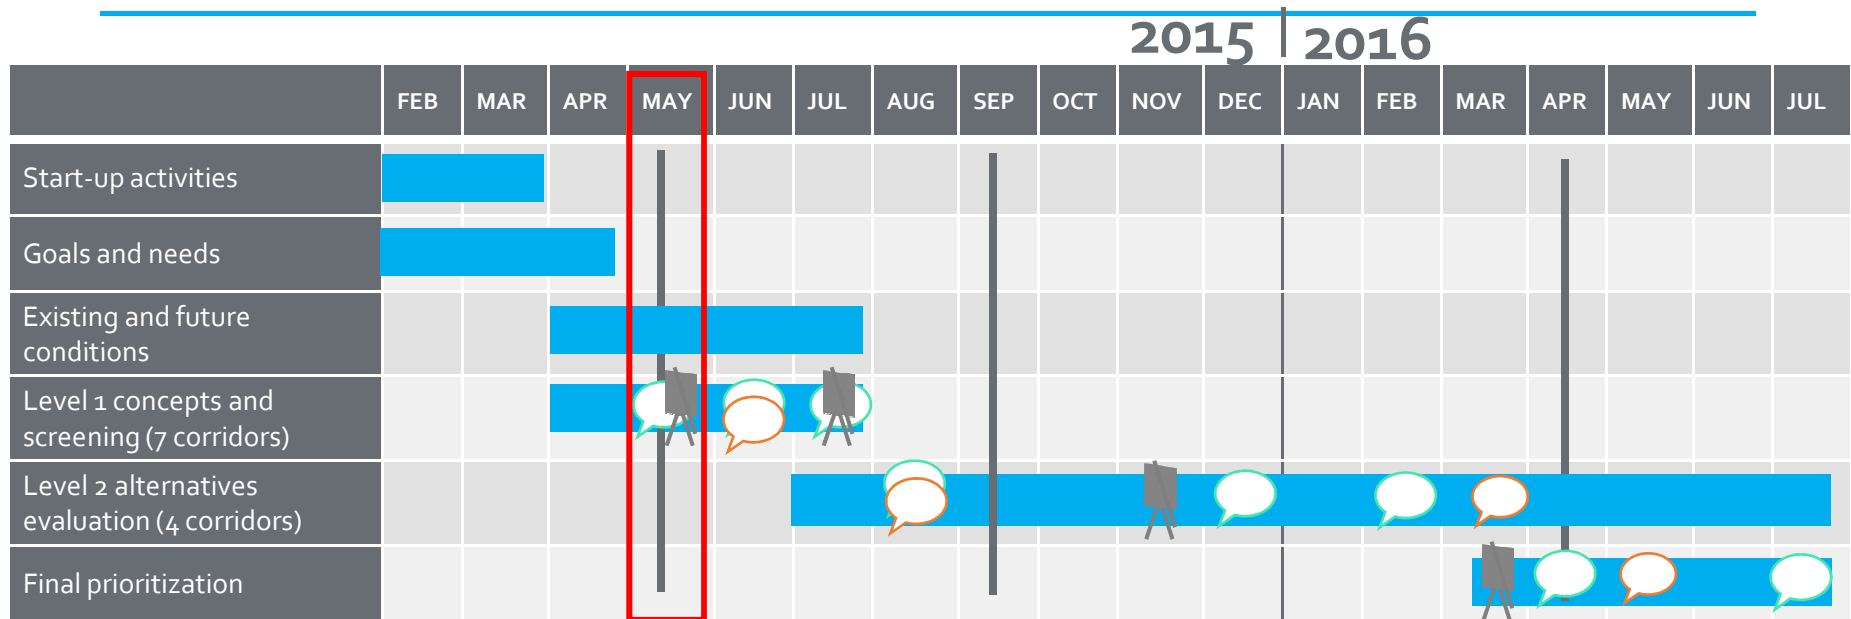 2015 2016
FEB MAR APR MAY JUN JUL AUG SEP OCT NOV DEC JAN FEB MAR APR MAY JUN JUL
Start-up activities
Goals and needs
Existing and future
conditions
Level 1 concepts and
screening (7 corridors)
Level 2 alternatives
evaluation (4 corridors)
Final prioritization